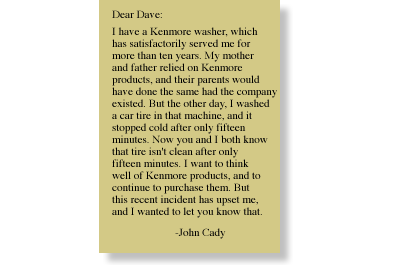 Dear Dave:
I have a Kenmore washer, which
has satisfactorily served me for
more than ten years. My mother
and father relied on Kenmore
products, and their parents would
have done the same had the company
existed. But the other day, I washed
a car tire in that machine, and it
stopped cold after only fifteen
minutes. Now you and I both know
that tire isn't clean after only
fifteen minutes. I want to think
well of Kenmore products, and to
continue to purchase them. But
this recent incident has upset me,
and I wanted to let you know that.
-John Cady